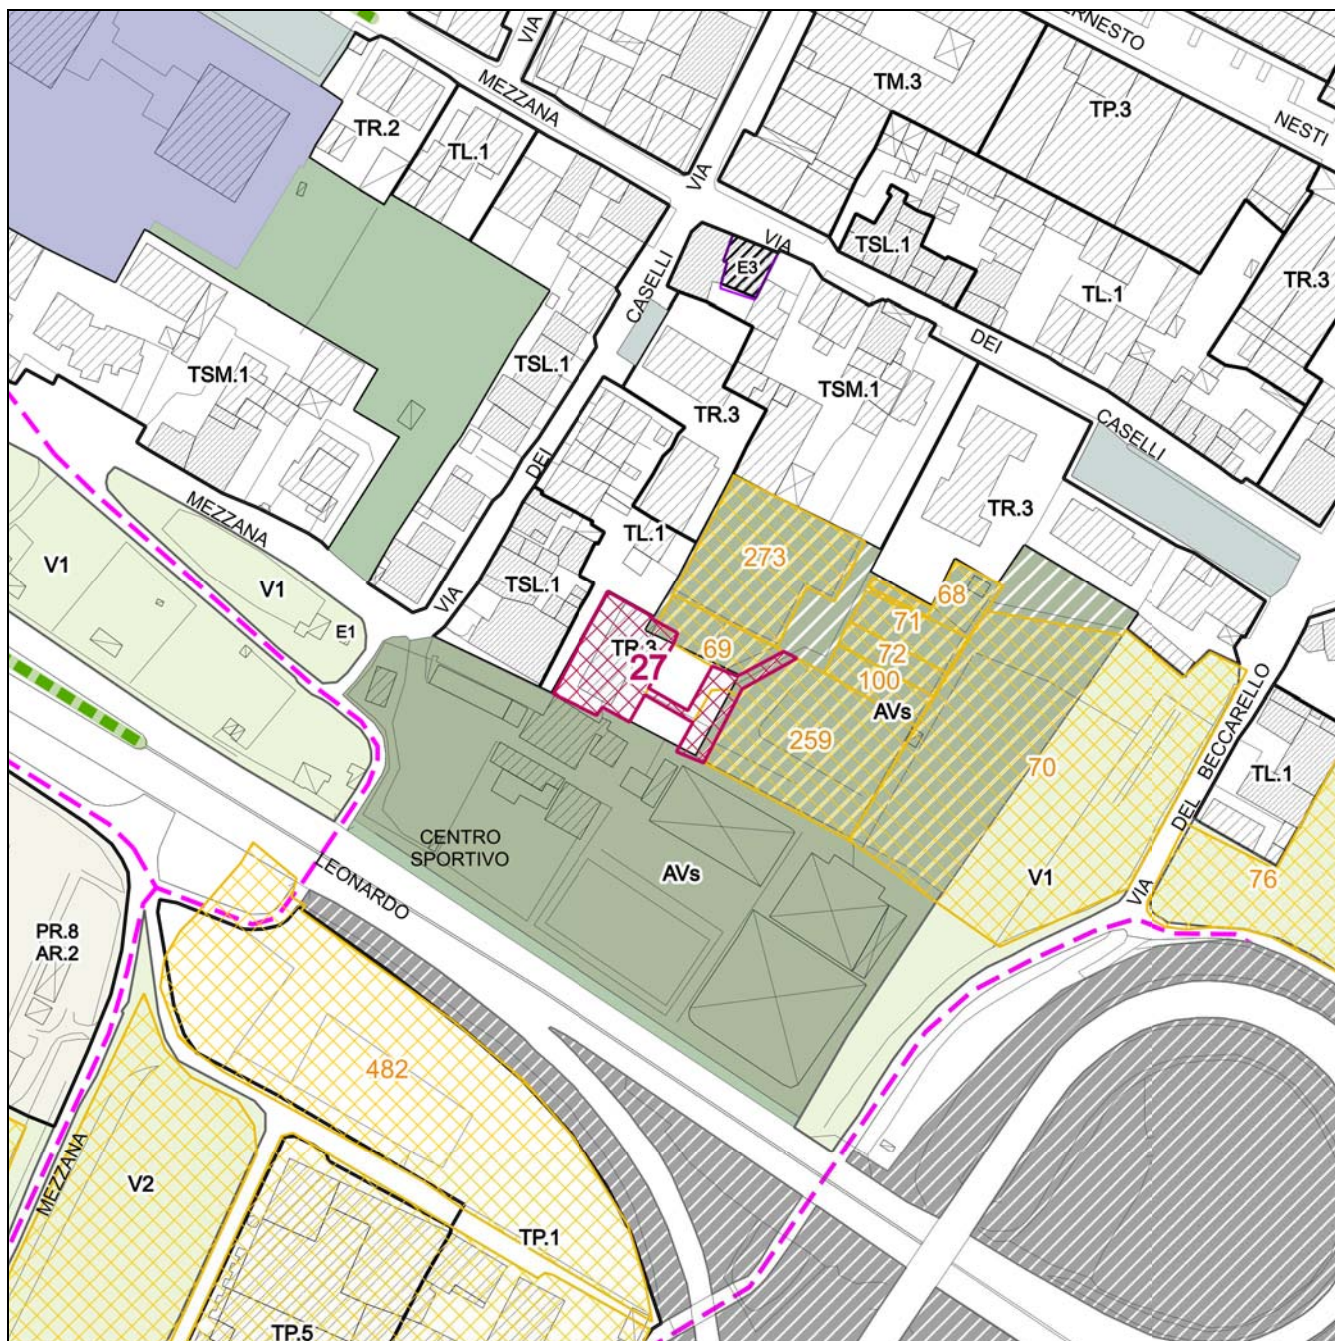 ERNESTO
VIA
MEZZANA
TM.3
TP.3
NESTI
TR.2
TL.1
VIA
VIA
TSL.1
E3
TR.3
CASELLI
TL.1
DEI
TSM.1
TSL.1
TSM.1
TR.3
CASELLI
DEI
MEZZANA
TR.3
TL.1
273
V1
V1
TSL.1
68
E1
VIA
71
TR.3
27
69
72
100
AVs
259
70
DEL BECCARELLO
TL.1
CENTRO
SPORTIVO
LEONARDO
AVs
V1
VIA
76
PR.8
AR.2
482
MEZZANA
V2
TP.1
TP.5